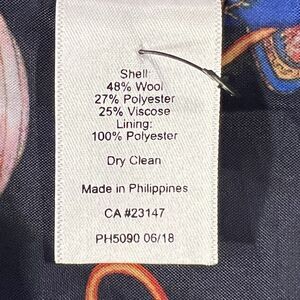 Shell:
48% Wool
27% Polyester
25% Viscose
Lining:
100% Polyester
Dry Clean
Made in Philippines
CA #23147
PH5090 06/18